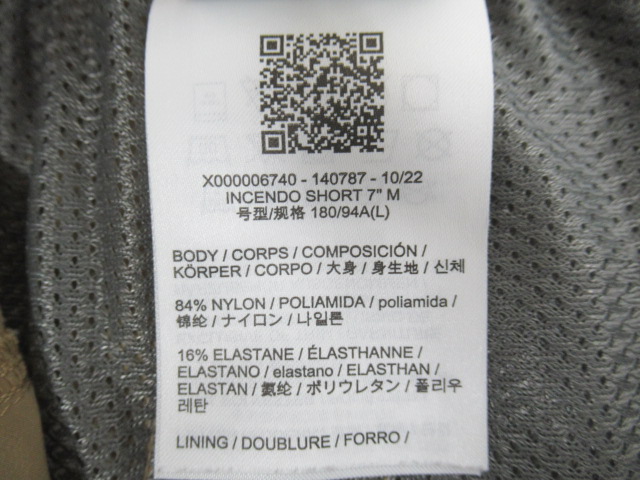 X000006740 - 140787 - 10/22
INCENDO SHORT 7" M
号型/规格 180/94A(L)
BODY / CORPS / COMPOSICIÓN /
KÖRPER / CORPO / 大身 / 身生地 / 신체
84% NYLON / POLIAMIDA / poliamida /
锦纶 / ナイロン / 나일론
16% ELASTANE / ÉLASTHANNE /
ELASTANO / elastano / ELASTHAN /
ELASTAN / 氨纶 / ポリウレタン / 폴리우
레탄
LINING / DOUBLURE / FORRO /